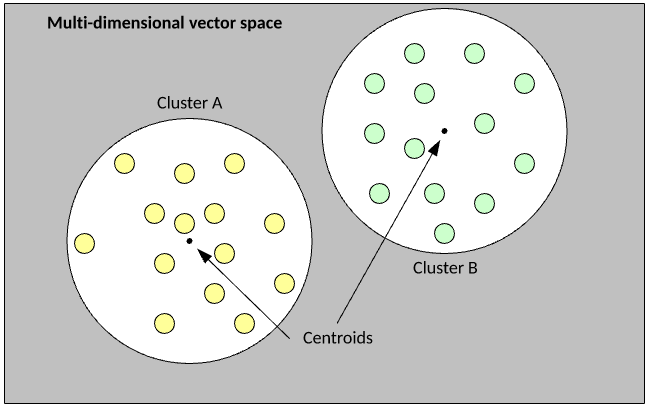 Multi-dimensional vector space
Cluster A
Cluster B
Centroids